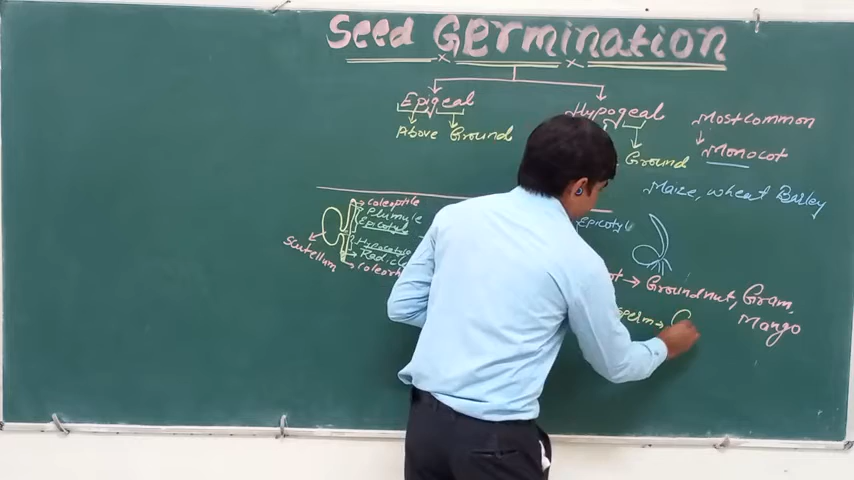 Seed Germination
Epigeal
Hypogeal
Above Ground
Ground
Most common
Monocot
Maize, wheat Barley
Coleoptile
Plumule
Epicotyle
Hypocotyle
Scutellum
Epicotyle
→ Groundnut, Gram,
Mango